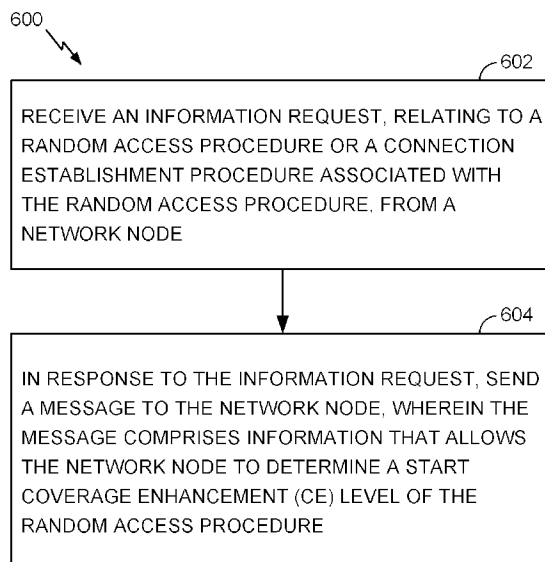 600
602
RECEIVE AN INFORMATION REQUEST, RELATING TO A
RANDOM ACCESS PROCEDURE OR A CONNECTION
ESTABLISHMENT PROCEDURE ASSOCIATED WITH
THE RANDOM ACCESS PROCEDURE, FROM A
NETWORK NODE
604
IN RESPONSE TO THE INFORMATION REQUEST, SEND
A MESSAGE TO THE NETWORK NODE, WHEREIN THE
MESSAGE COMPRISES INFORMATION THAT ALLOWS
THE NETWORK NODE TO DETERMINE A START
COVERAGE ENHANCEMENT (CE) LEVEL OF THE
RANDOM ACCESS PROCEDURE